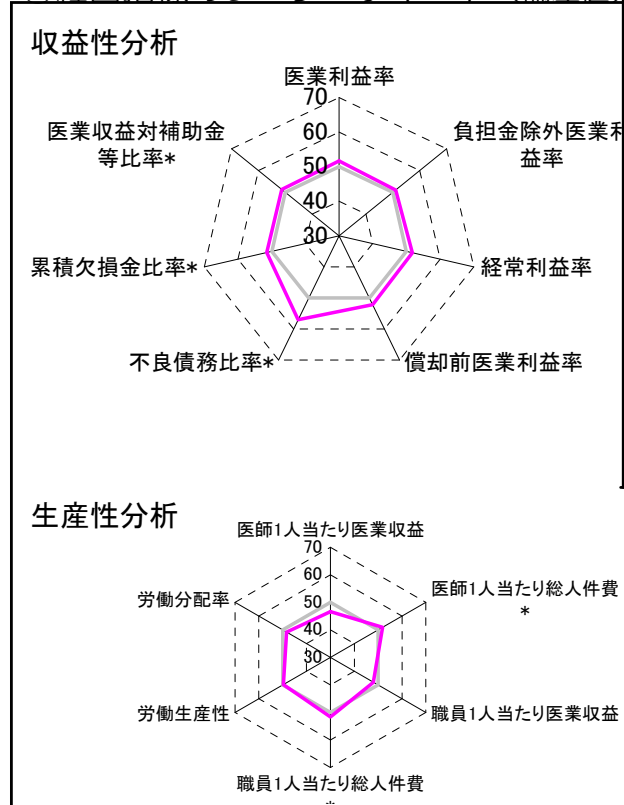 収益性分析
医業利益率
70
60
50
40
30
負担金除外医業利
益率
経常利益率
償却前医業利益率
不良債務比率*
累積欠損金比率*
医業収益対補助金
等比率*
生産性分析
医師1人当たり医業収益
70
60
50
40
30
医師1人当たり総人件費
*
職員1人当たり医業収益
職員1人当たり総人件費
*
労働生産性
労働分配率